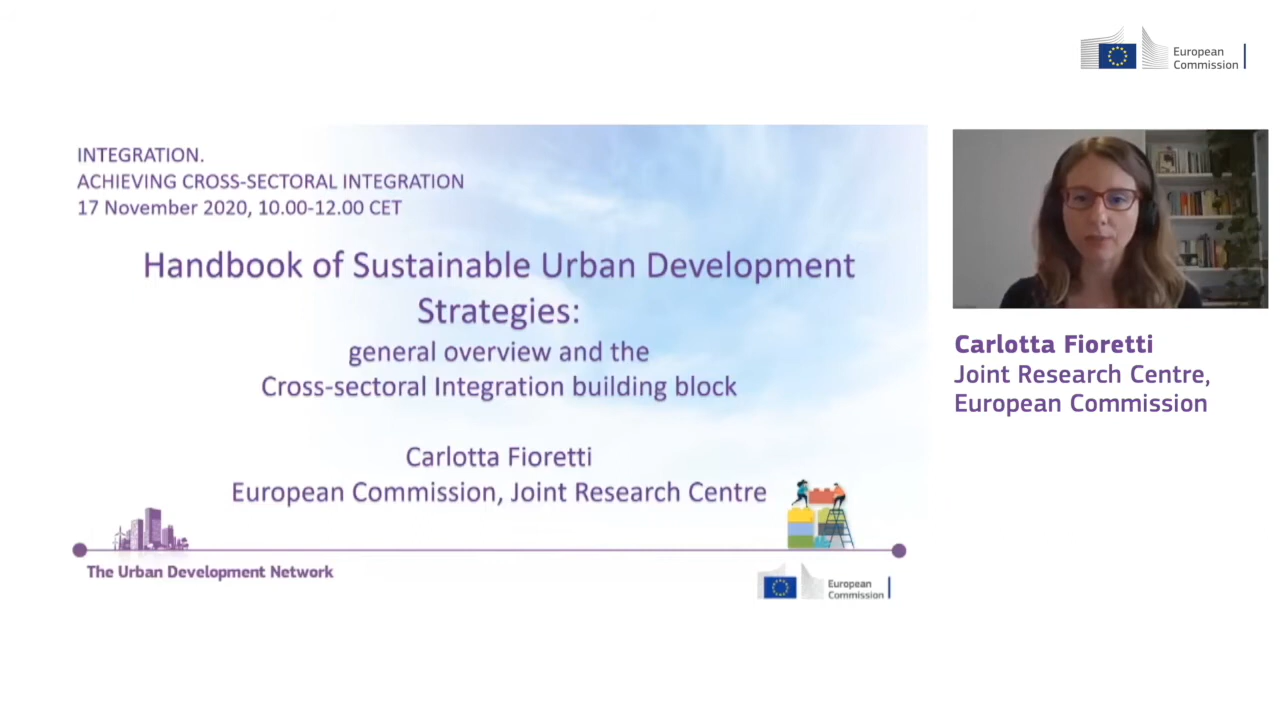 European
Commission
INTEGRATION.
ACHIEVING CROSS-SECTORAL INTEGRATION
17 November 2020, 10.00-12.00 CET
Handbook of Sustainable Urban Development
Strategies:
general overview and the
Cross-sectoral Integration building block
Carlotta Fioretti
European Commission, Joint Research Centre
The Urban Development Network
European
Commission
Carlotta Fioretti
Joint Research Centre,
European Commission